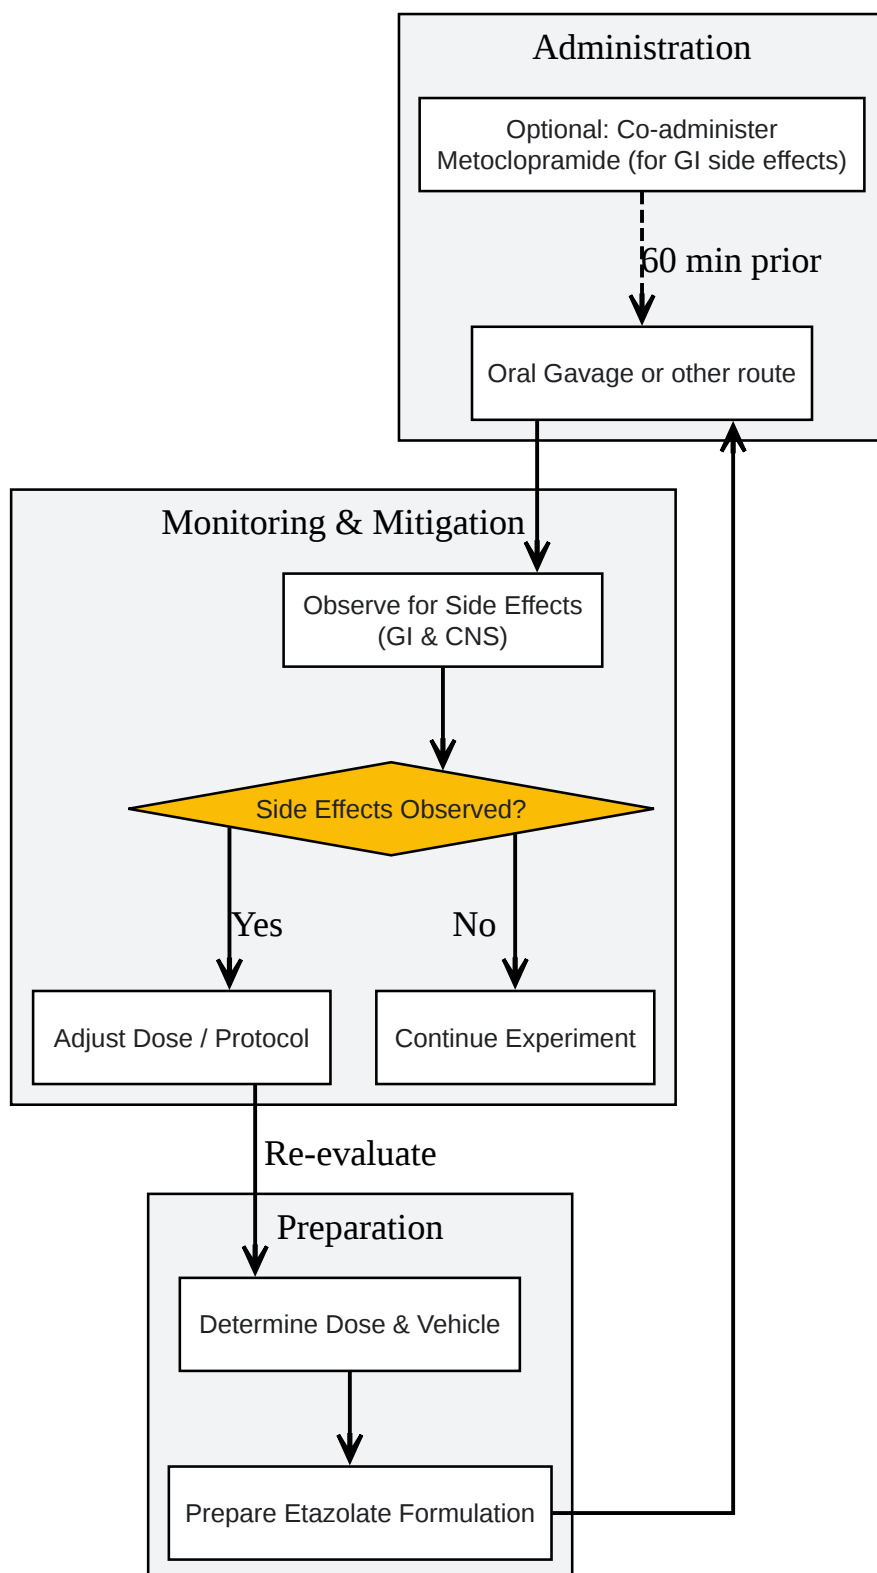 Administration
Optional: Co-administer
Metoclopramide (for GI side effects)
60 min prior
Oral Gavage or other route
Monitoring & Mitigation
Observe for Side Effects
(GI & CNS)
Side Effects Observed?
Yes
No
Adjust Dose / Protocol
Continue Experiment
Re-evaluate
Preparation
Determine Dose & Vehicle
Prepare Etazolate Formulation